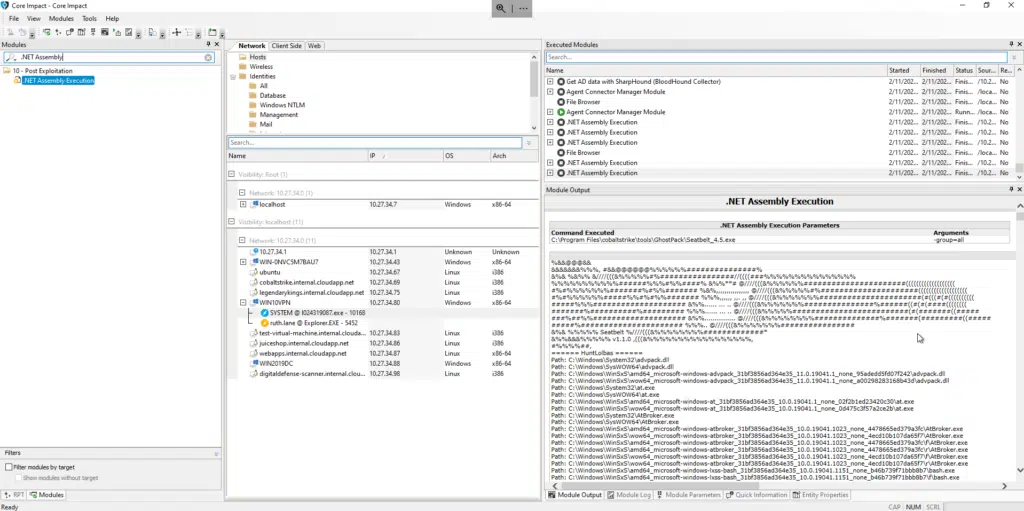 Core Impact - Core Impact
File View Modules Tools Help
Modules
.NET Assembly
10 - Post Exploitation
.NET Assembly Execution
Filters
Filter modules by target
Show modules without target
RPT Modules
Ready
Network Client Side Web
Hosts
Wireless
Identities
All
Database
Windows NTLM
Management
Mail
Search...
Name IP / OS Arch
Visibility: Root (1)
Network: 10.27.34.0 (1)
localhost 10.27.34.7 Windows x86-64
Visibility: localhost (11)
Network: 10.27.34.0 (11)
10.27.34.1 10.27.34.1 Unknown Unknown
WIN-0NVC5M7BAU7 10.27.34.43 Windows x86-64
ubuntu 10.27.34.67 Linux i386
cobaltstrike.internal.cloudapp.net 10.27.34.69 Linux i386
legendarykings.internal.cloudapp.net 10.27.34.75 Linux i386
WIN10VPN 10.27.34.80 Windows x86-64
SYSTEM @ l024319087.exe - 10168
ruth.lane @ Explorer.EXE - 5452
test-virtual-machine.internal.cloudap... 10.27.34.83 Linux i386
juiceshop.internal.cloudapp.net 10.27.34.86 Linux i386
webapps.internal.cloudapp.net 10.27.34.87 Linux i386
WIN2019DC 10.27.34.88 Windows x86-64
digitaldefense-scanner.internal.clou... 10.27.34.98 Linux i386
Executed Modules
Search...
Name Started Finished Status Sour... Re...
Get AD data with SharpHound (BloodHound Collector) 2/11/202... 2/11/202... Finis... /10.2... No
Agent Connector Manager Module 2/11/202... 2/11/202... Finis... /loca... No
File Browser 2/11/202... 2/11/202... Finis... /loca... No
Agent Connector Manager Module 2/11/202... Runn... /loca... No
.NET Assembly Execution 2/11/202... 2/11/202... Finis... /10.2... No
.NET Assembly Execution 2/11/202... 2/11/202... Finis... /10.2... No
.NET Assembly Execution 2/11/202... 2/11/202... Finis... /10.2... No
File Browser 2/11/202... 2/11/202... Finis... /loca... No
.NET Assembly Execution 2/11/202... 2/11/202... Finis... /10.2... No
.NET Assembly Execution 2/11/202... 2/11/202... Finis... /10.2... No
Module Output
.NET Assembly Execution
.NET Assembly Execution Parameters
Command Executed Arguments
C:\Program Files\cobaltstrike\tools\GhostPack\Seatbelt_4.5.exe -group=all
Seatbelt
v1.1.0
====== HuntLolbas ======
Path: C:\Windows\System32\advpack.dll
Path: C:\Windows\SysWOW64\advpack.dll
Path: C:\Windows\WinSxS\amd64_microsoft-windows-advpack_31bf3856ad364e35_11.0.19041.1_none_95adedd5fd07f242\advpack.dll
Path: C:\Windows\WinSxS\wow64_microsoft-windows-advpack_31bf3856ad364e35_11.0.19041.1_none_a00298283168b43d\advpack.dll
Path: C:\Windows\System32\at.exe
Path: C:\Windows\SysWOW64\at.exe
Path: C:\Windows\WinSxS\amd64_microsoft-windows-at_31bf3856ad364e35_10.0.19041.1_none_02f2b1ed23420c30\at.exe
Path: C:\Windows\WinSxS\wow64_microsoft-windows-at_31bf3856ad364e35_10.0.19041.1_none_0d475c3f57a2ce2b\at.exe
Path: C:\Windows\System32\AtBroker.exe
Path: C:\Windows\SysWOW64\AtBroker.exe
Path: C:\Windows\WinSxS\amd64_microsoft-windows-atbroker_31bf3856ad364e35_10.0.19041.1023_none_4478665ed379a3fc\AtBroker.exe
Path: C:\Windows\WinSxS\wow64_microsoft-windows-atbroker_31bf3856ad364e35_10.0.19041.1023_none_4ecd10b107da65f7\AtBroker.exe
Path: C:\Windows\WinSxS\amd64_microsoft-windows-atbroker_31bf3856ad364e35_10.0.19041.1023_none_4478665ed379a3fc\f\AtBroker.exe
Path: C:\Windows\WinSxS\amd64_microsoft-windows-atbroker_31bf3856ad364e35_10.0.19041.1023_none_4478665ed379a3fc\r\AtBroker.exe
Path: C:\Windows\WinSxS\wow64_microsoft-windows-atbroker_31bf3856ad364e35_10.0.19041.1023_none_4ecd10b107da65f7\f\AtBroker.exe
Path: C:\Windows\WinSxS\wow64_microsoft-windows-atbroker_31bf3856ad364e35_10.0.19041.1023_none_4ecd10b107da65f7\r\AtBroker.exe
Path: C:\Windows\WinSxS\amd64_microsoft-windows-lxss-bash_31bf3856ad364e35_10.0.19041.1151_none_b46b739f71bbb8b7\bash.exe
Path: C:\Windows\WinSxS\amd64_microsoft-windows-lxss-bash_31bf3856ad364e35_10.0.19041.1151_none_b46b739f71bbb8b7\f\bash.exe
Module Output Module Log Module Parameters Quick Information Entity Properties
CAP NUM SCRL